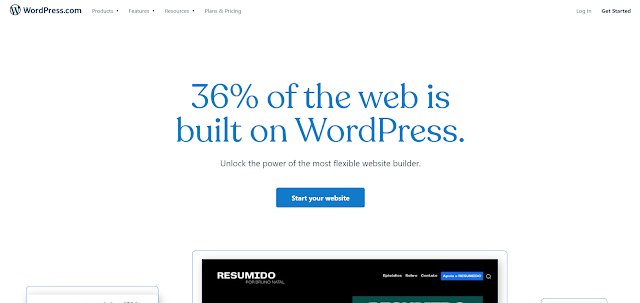 WordPress.com Products Features Resources Plans & Pricing Log In Get Started
36% of the web is
built on WordPress.
Unlock the power of the most flexible website builder.
Start your website
RESUMIDO
POR BRUNO NATAL
Episódios Sobre Contato Apoie o RESUMIDO